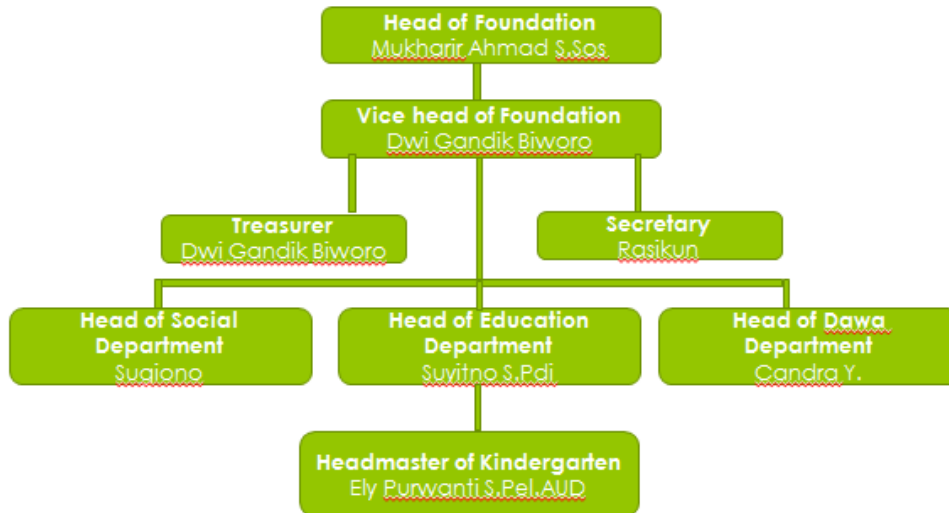 Head of Foundation
Mukharir Ahmad S.Sos
Vice head of Foundation
Dwi Gandik Biworo
Treasurer
Dwi Gandik Biworo
Secretary
Rasikun
Head of Social
Department
Sugiono
Head of Education
Department
Suyitno S.Pdi
Head of Dawa
Department
Candra Y.
Headmaster of Kindergarten
Ely Purwanti S.Pel.AUD